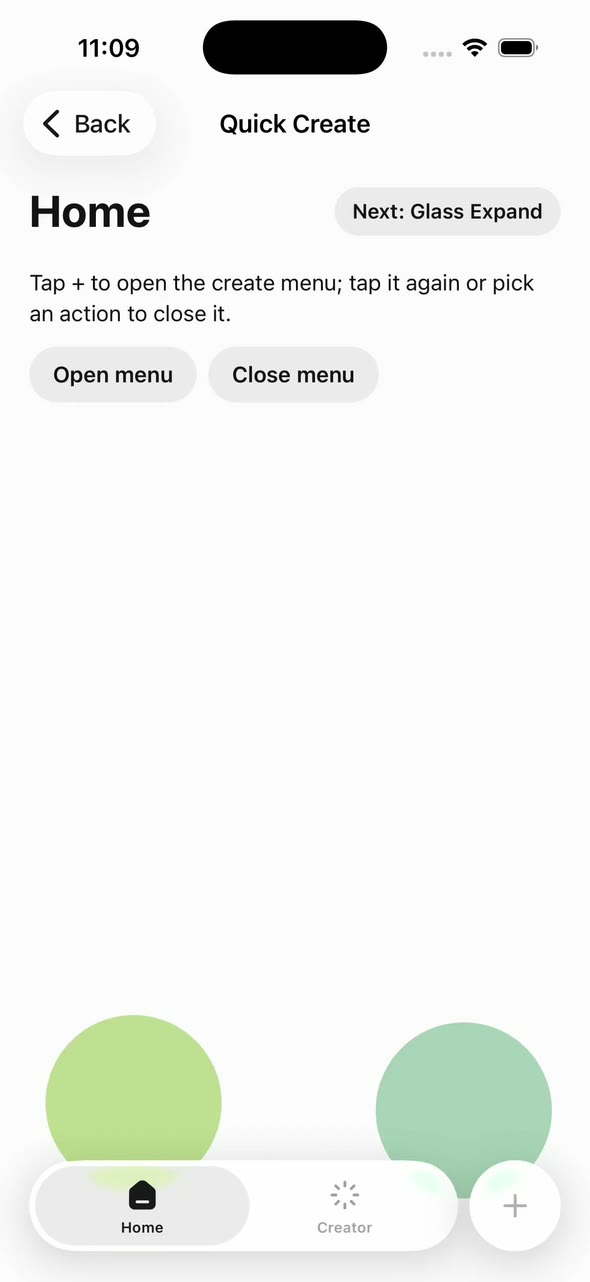 11:09
Back
Quick Create
Home
Next: Glass Expand
Tap + to open the create menu; tap it again or pick
an action to close it.
Open menu
Close menu
Home
Creator